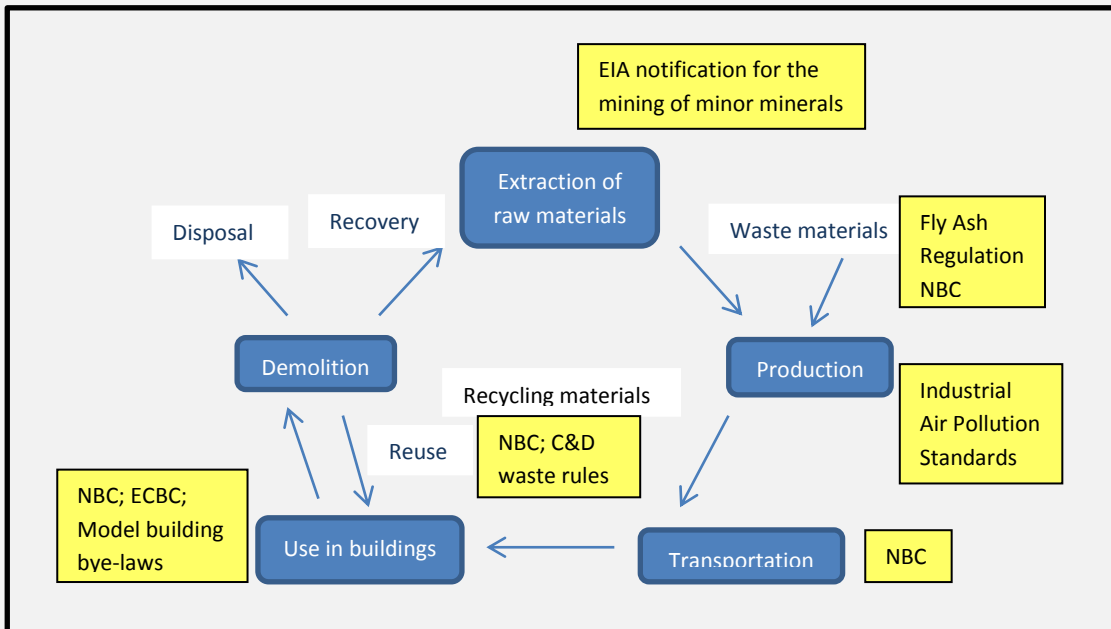 EIA notification for the
mining of minor minerals
Extraction of
raw materials
Disposal
Recovery
Waste materials
Fly Ash
Regulation
NBC
Demolition
Production
Industrial
Air Pollution
Standards
Recycling materials
Reuse
NBC; C&D
waste rules
NBC; ECBC;
Model building
bye-laws
Use in buildings
Transportation
NBC